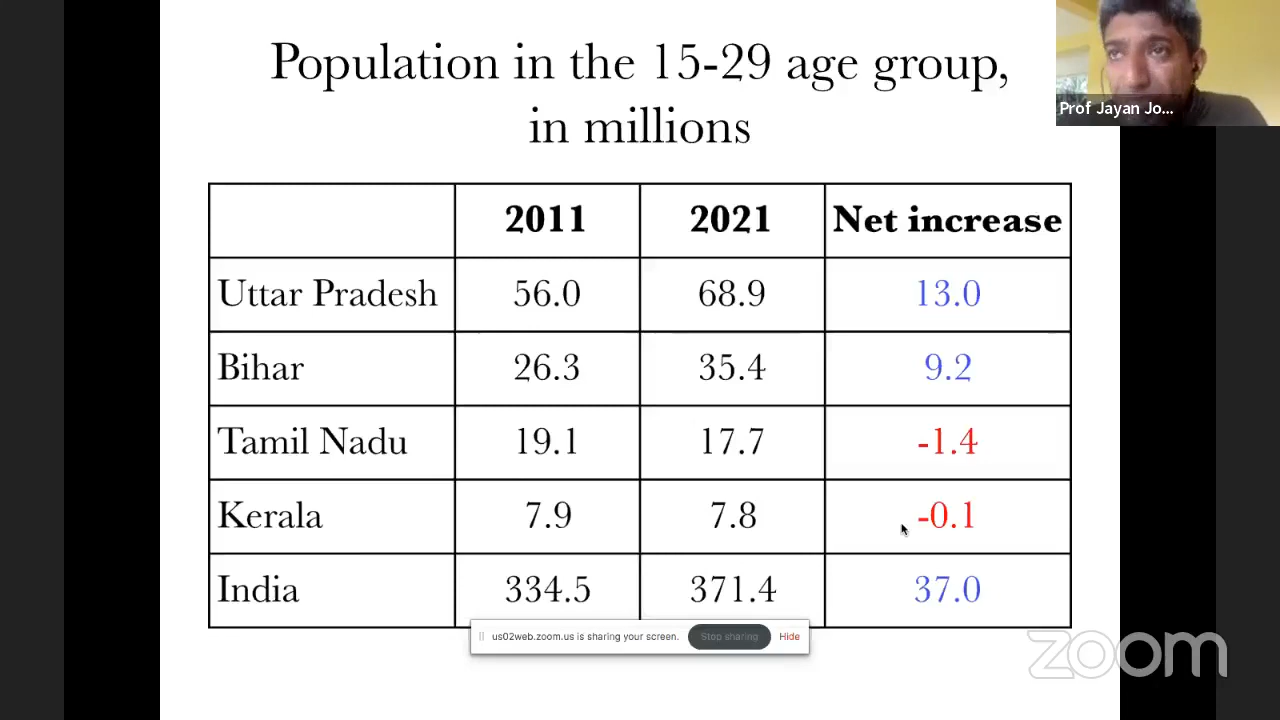 Population in the 15-29 age group,
in millions
Prof Jayan Jo...
2011 2021 Net increase
Uttar Pradesh 56.0 68.9 13.0
Bihar 26.3 35.4 9.2
Tamil Nadu 19.1 17.7 -1.4
Kerala 7.9 7.8 -0.1
India 334.5 371.4 37.0
us02web.zoom.us is sharing your screen. Stop sharing Hide
zoom